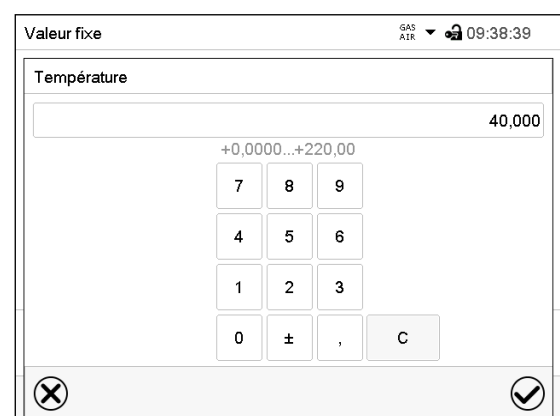 Valeur fixe GAS AIR 09:38:39
Température
40,000
+0,0000...+220,00
7 8 9
4 5 6
1 2 3
0 ± , C